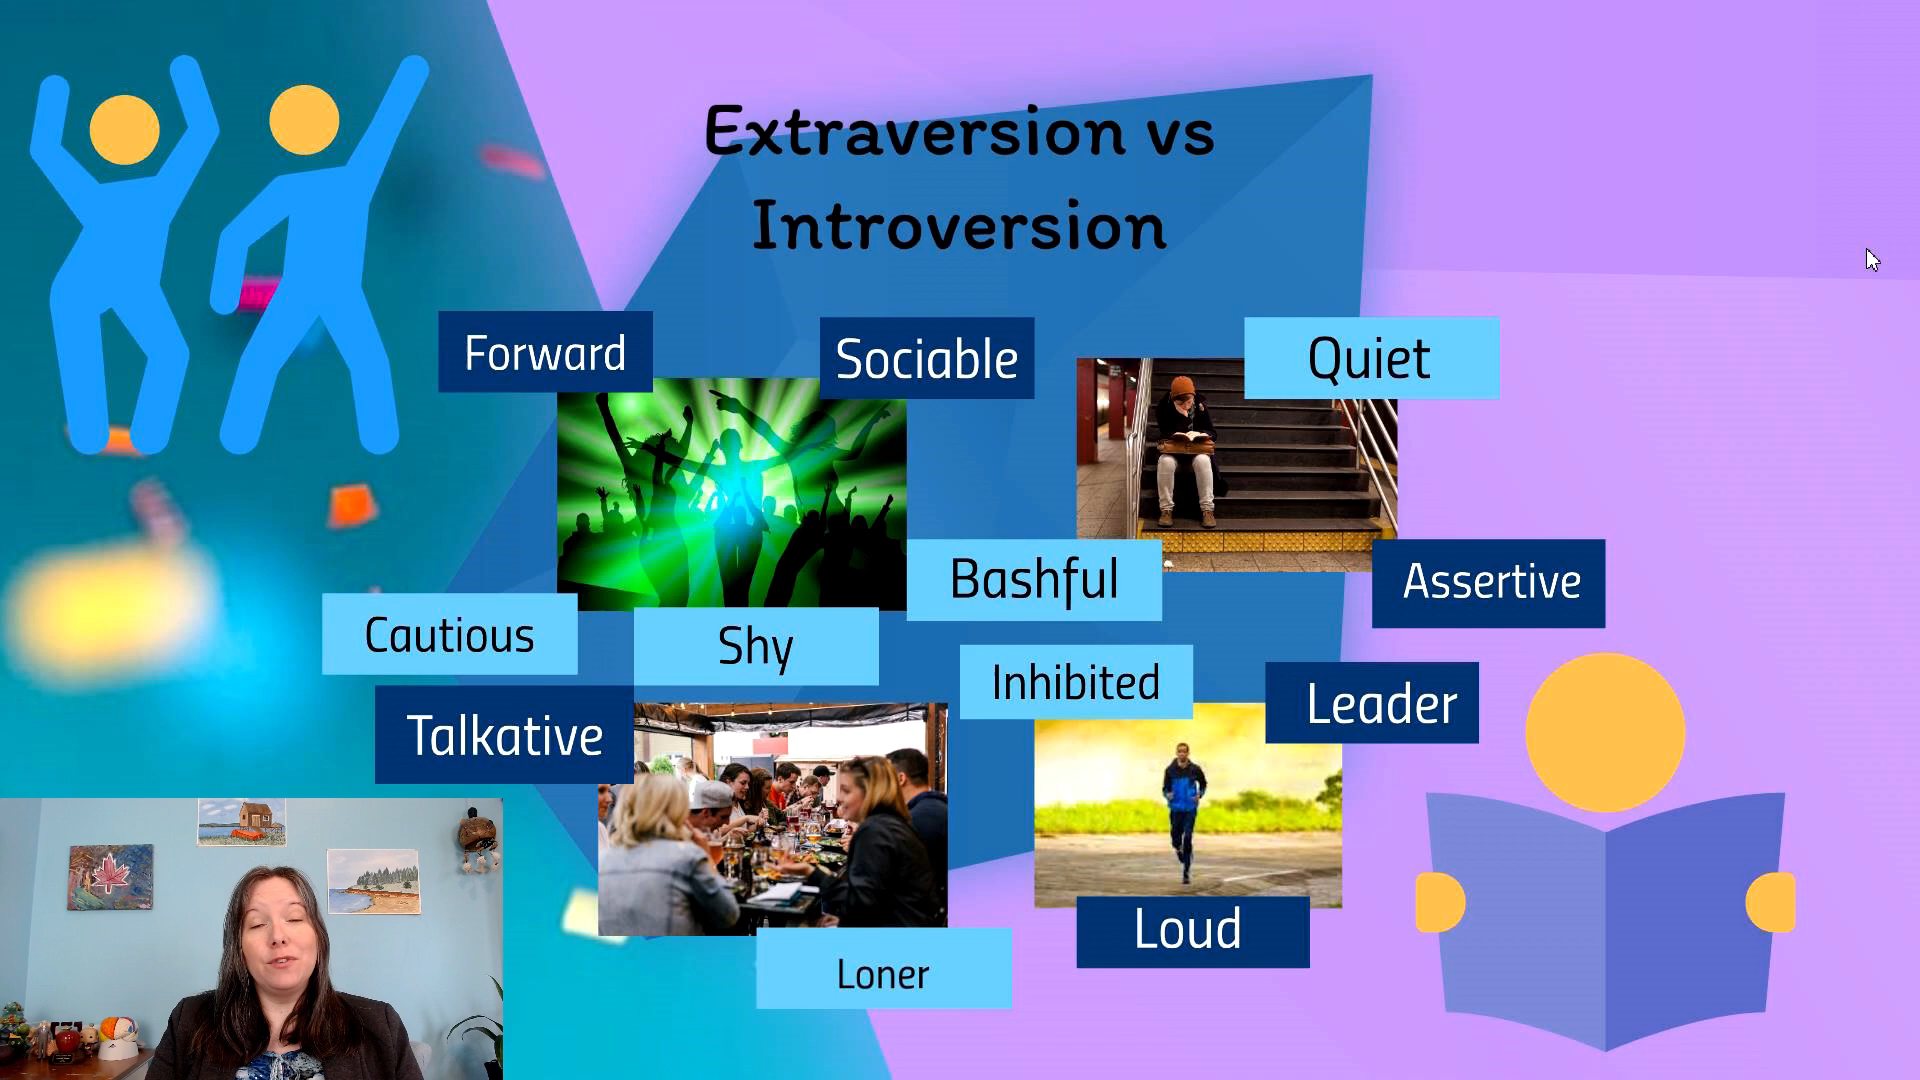 Extraversion vs
Introversion
Forward
Sociable
Quiet
Bashful
Assertive
Cautious
Shy
Inhibited
Leader
Talkative
Loud
Loner